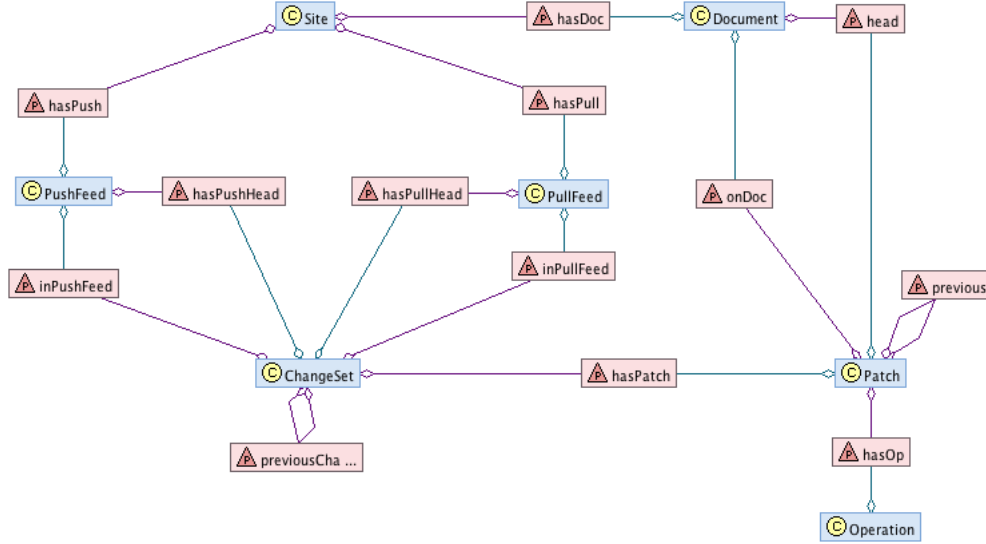 C Site
P hasDoc
C Document
P head
P hasPush
P hasPull
C PushFeed
P hasPushHead
P hasPullHead
C PullFeed
P onDoc
P inPushFeed
P inPullFeed
P previous
C ChangeSet
P hasPatch
C Patch
P previousCha ...
P hasOp
C Operation